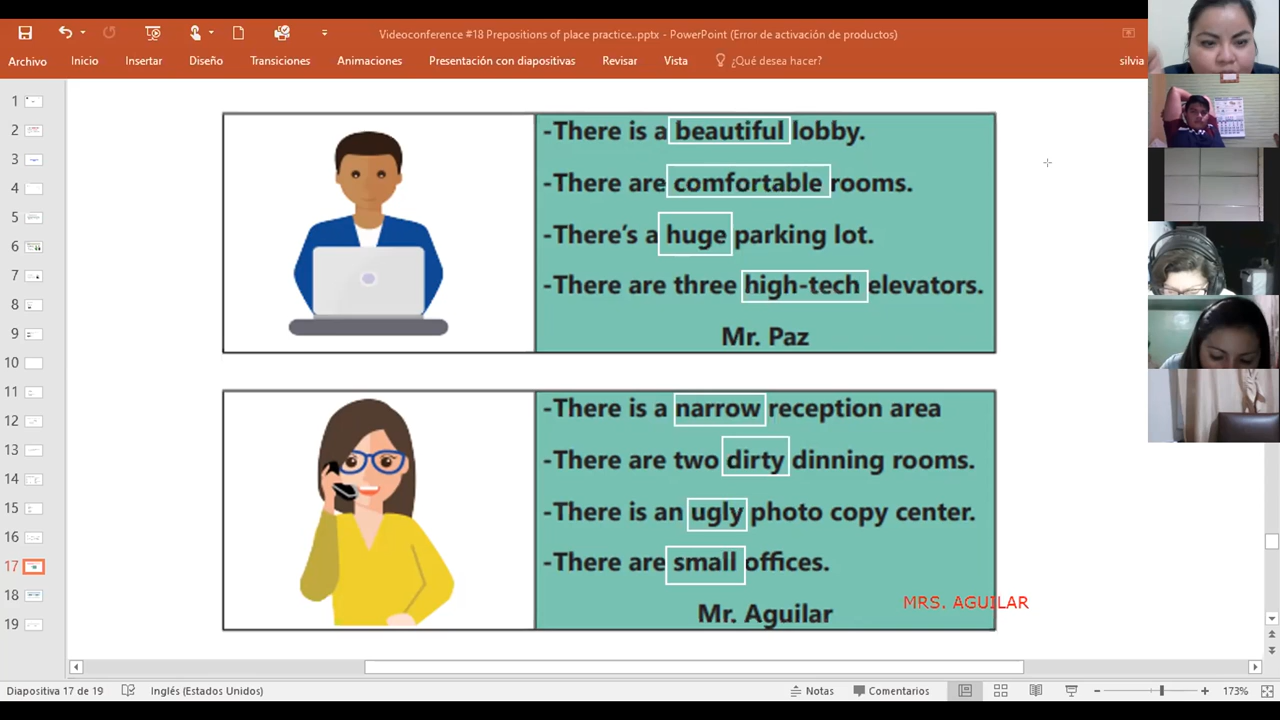 Videoconference #18 Prepositions of place practice..pptx - PowerPoint (Error de activación de productos)
Archivo Inicio Insertar Diseño Transiciones Animaciones Presentación con diapositivas Revisar Vista ¿Qué desea hacer? silvia
1
2
3
4
5
6
7
8
9
10
11
12
13
14
15
16
17
18
19
-There is a beautiful lobby.
-There are comfortable rooms.
-There's a huge parking lot.
-There are three high-tech elevators.
Mr. Paz
-There is a narrow reception area
-There are two dirty dinning rooms.
-There is an ugly photo copy center.
-There are small offices.
MRS. AGUILAR
Mr. Aguilar
Diapositiva 17 de 19 Inglés (Estados Unidos) Notas Comentarios 173%